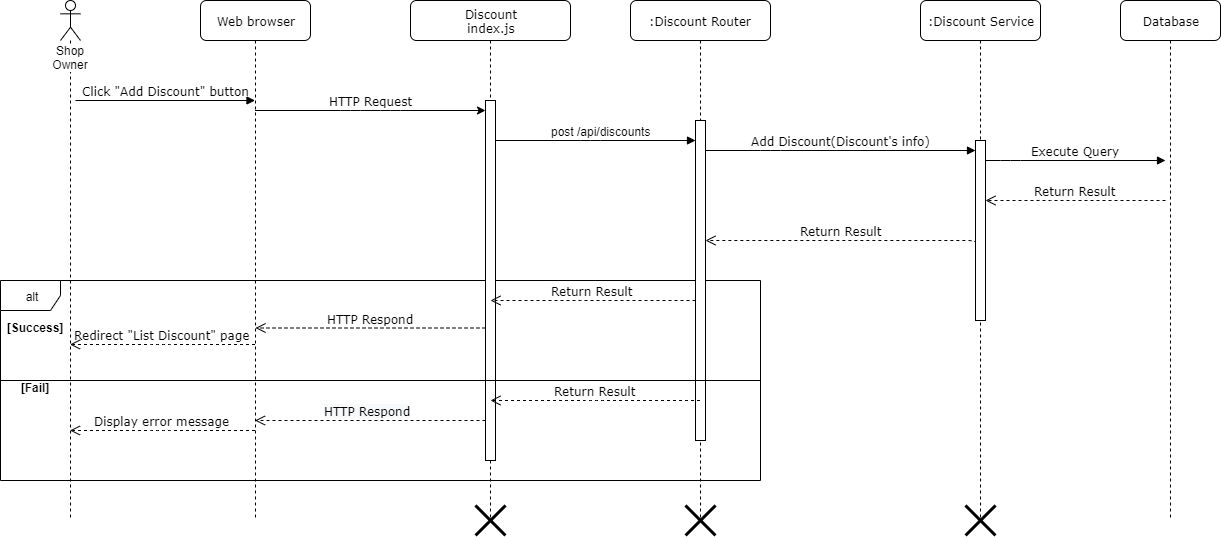 Shop
Owner
Web browser
Discount
index.js
:Discount Router
:Discount Service
Database
Click "Add Discount" button
HTTP Request
post /api/discounts
Add Discount(Discount's info)
Execute Query
Return Result
Return Result
alt
Return Result
[Success]
HTTP Respond
Redirect "List Discount" page
[Fail]
Return Result
HTTP Respond
Display error message